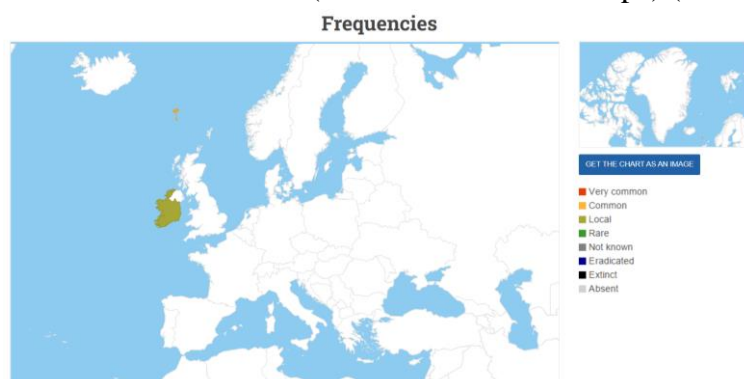 Frequencies
GET THE CHART AS AN IMAGE
Very common
Common
Local
Rare
Not known
Eradicated
Extinct
Absent